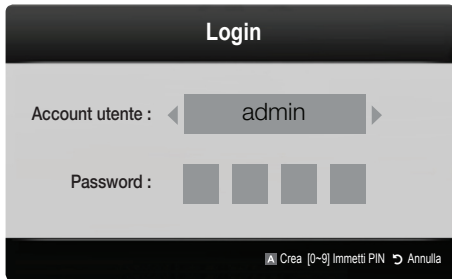 Login
Account utente : admin
Password :
A Crea [0~9] Immetti PIN Annulla